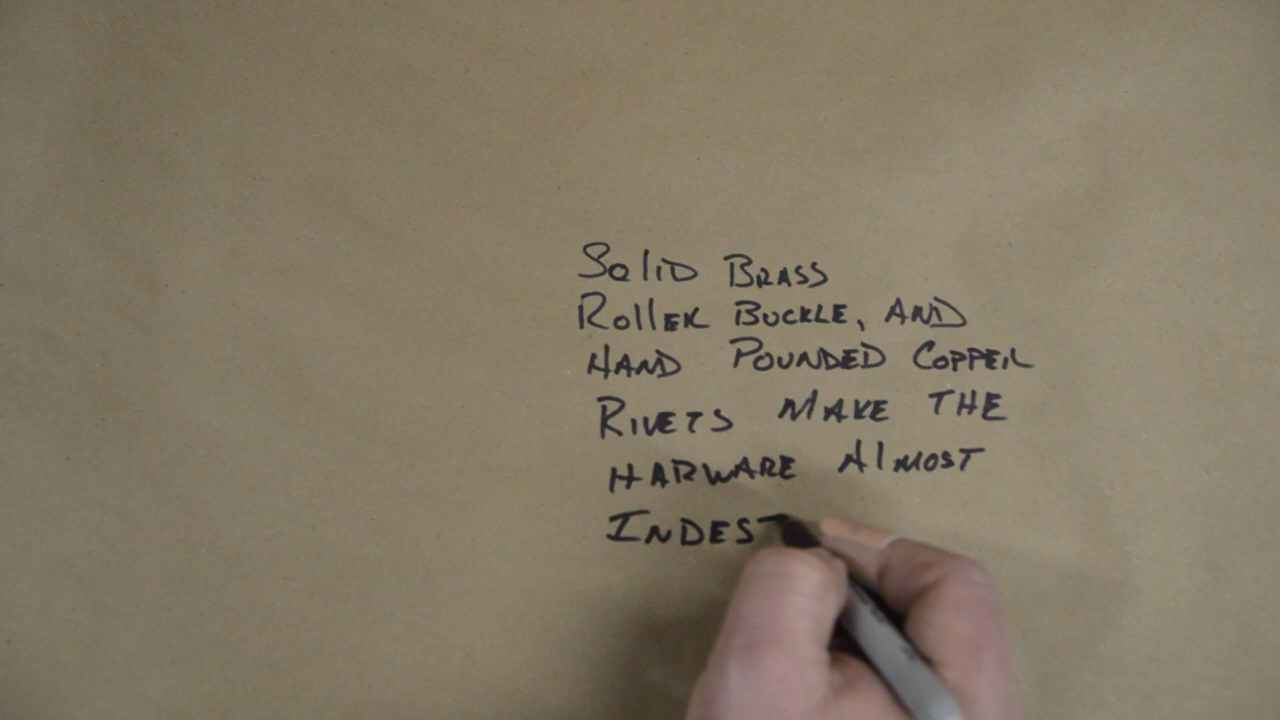 Solid Brass
Roller Buckle, and
Hand Pounded Copper
Rivets Make the
Harware Almost
Indest